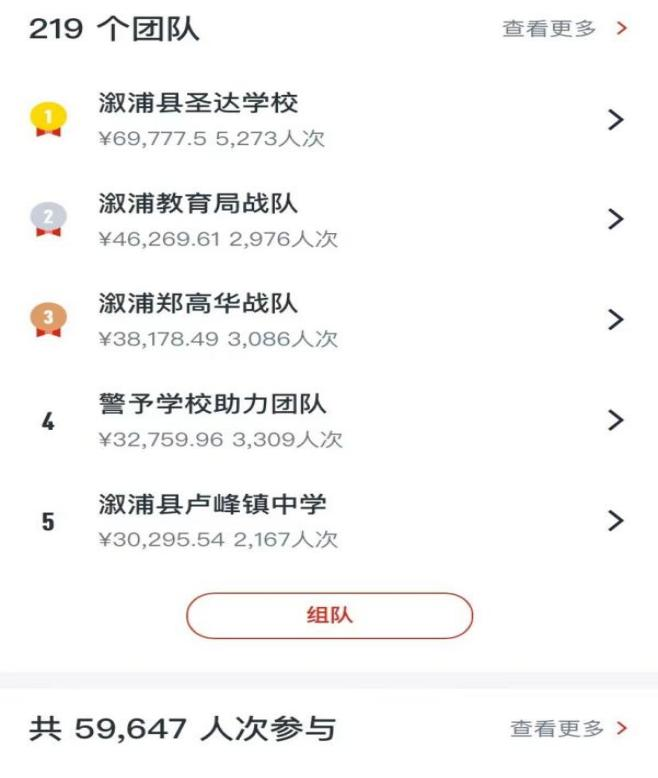 219 个团队 查看更多
1 溆浦县圣达学校
¥69,777.5 5,273人次
2 溆浦教育局战队
¥46,269.61 2,976人次
3 溆浦郑高华战队
¥38,178.49 3,086人次
4 警予学校助力团队
¥32,759.96 3,309人次
5 溆浦县卢峰镇中学
¥30,295.54 2,167人次
组队
共 59,647 人次参与 查看更多